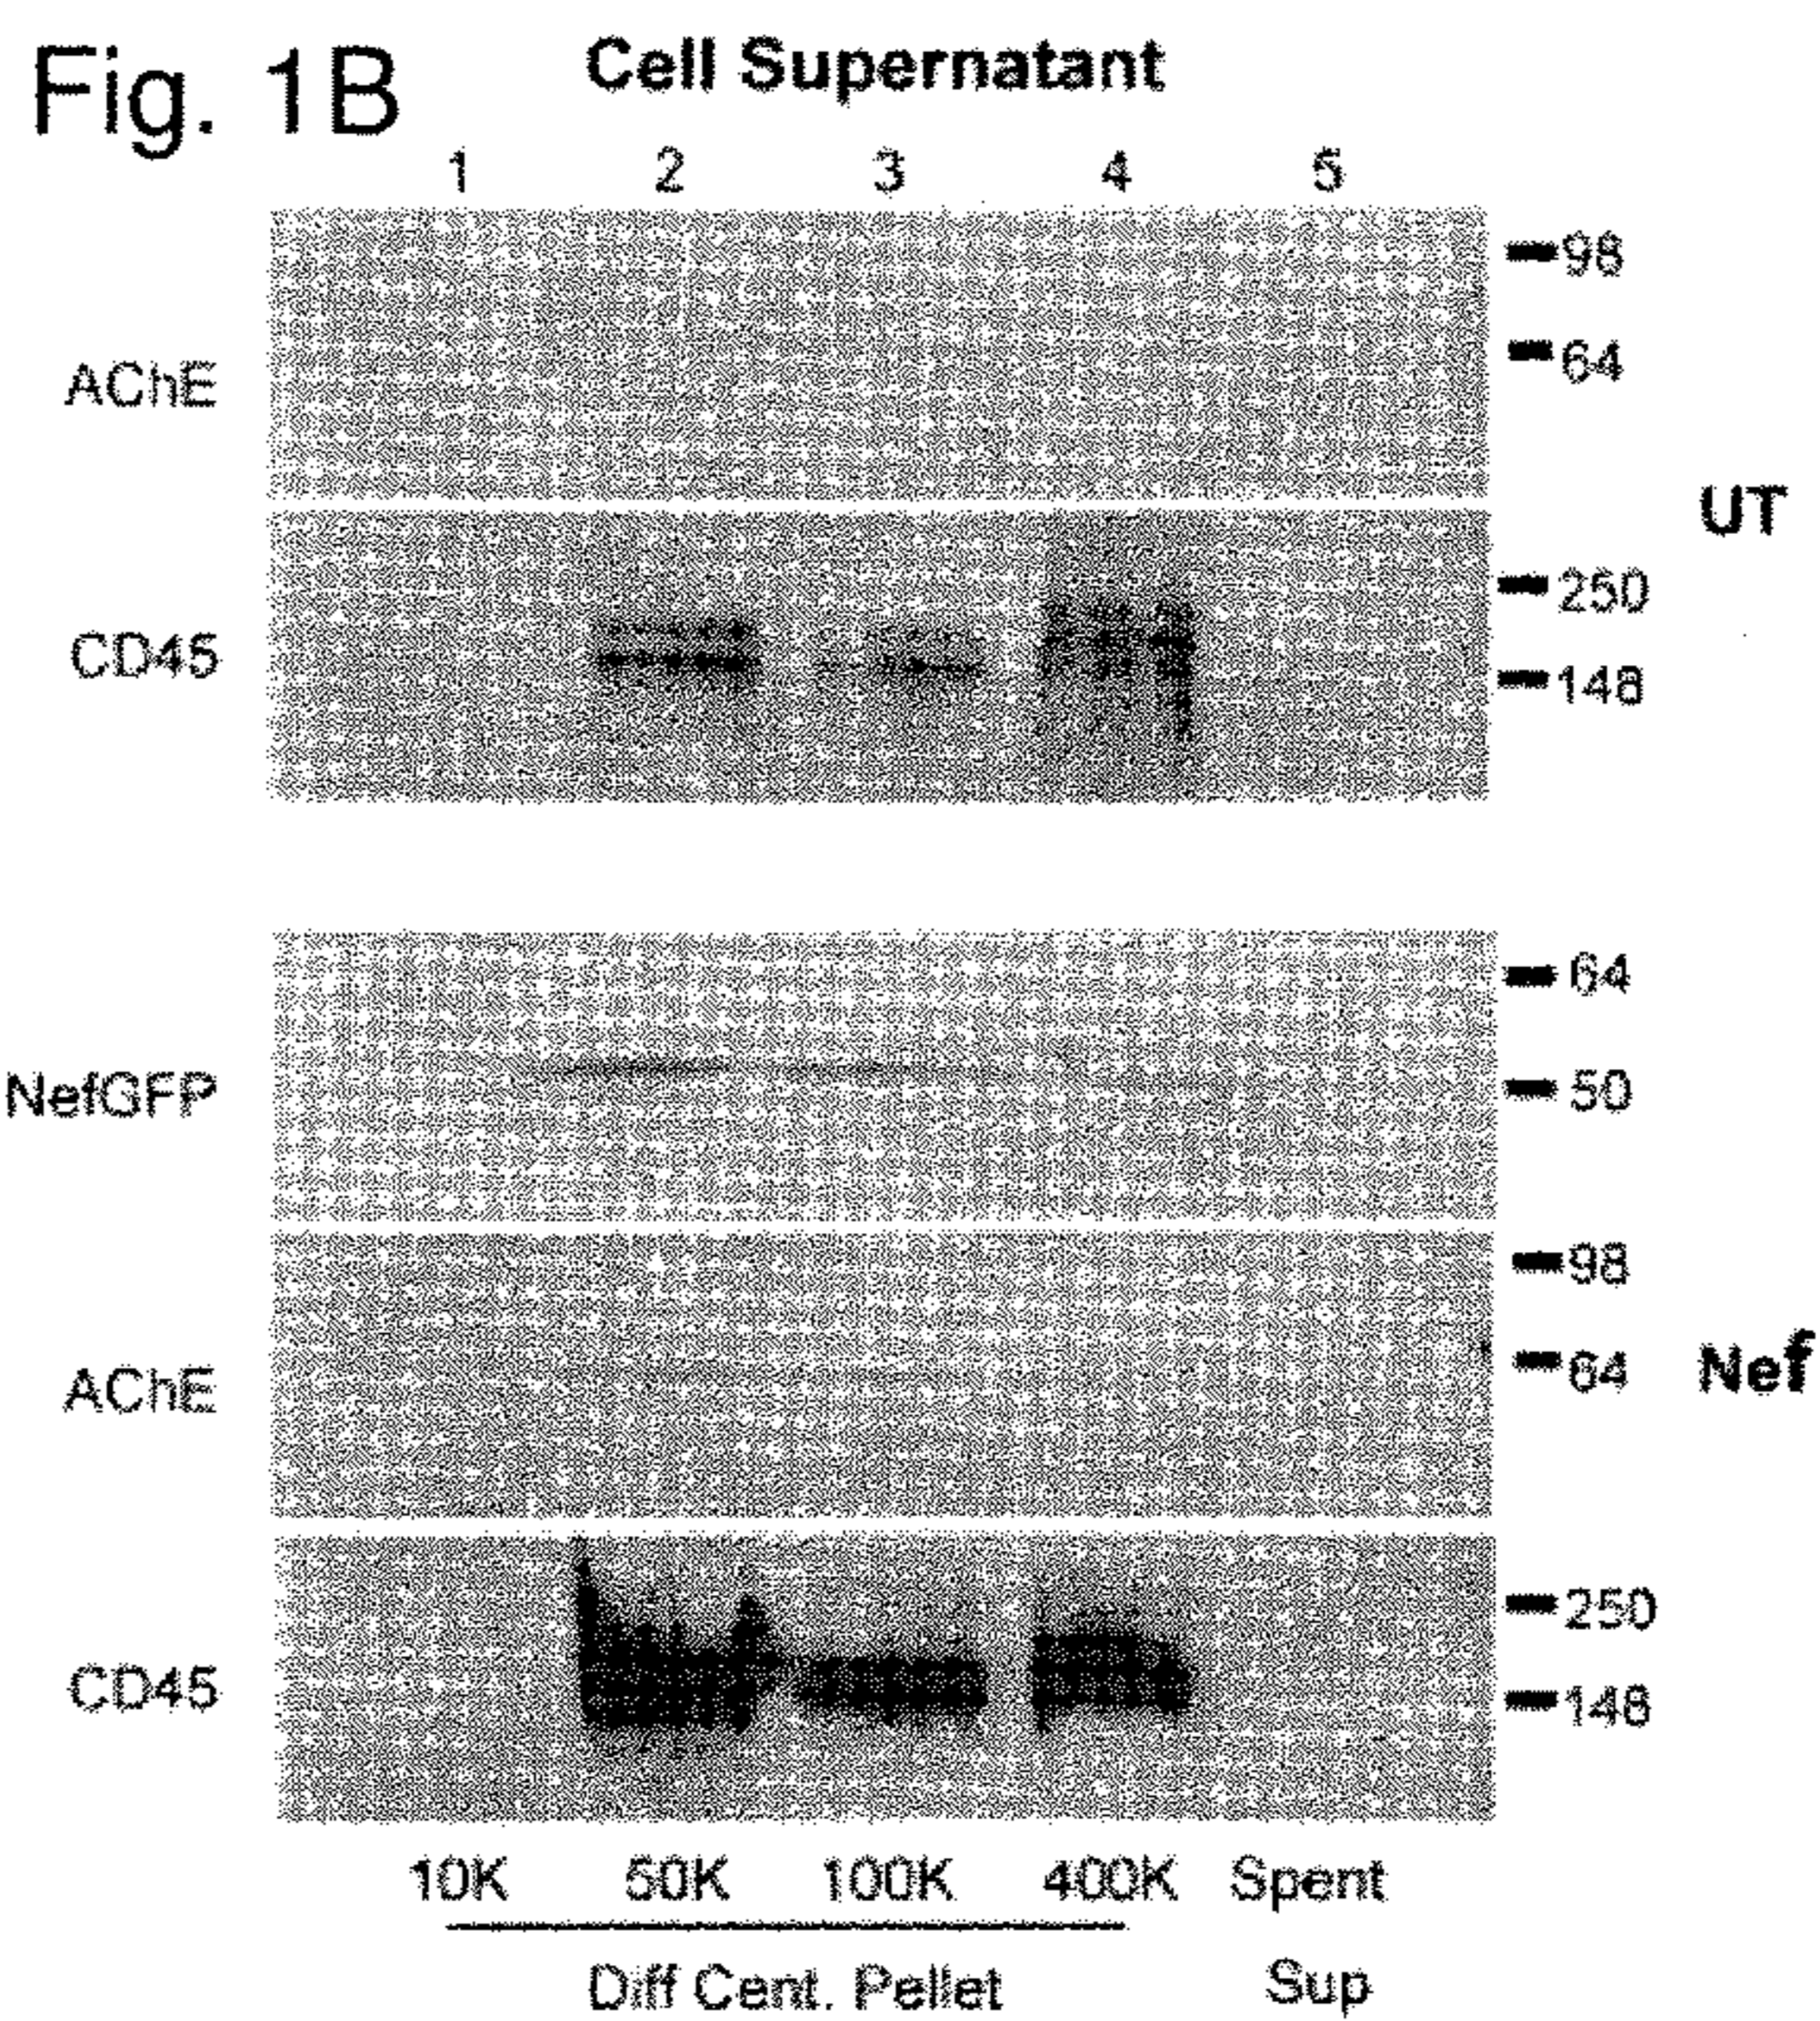 Fig. 1B
Cell Supernatant
1 2 3 4 5
98
AChE
64
UT
250
CD45
148
64
NefGFP
50
98
AChE
64
Nef
250
CD45
148
10K 50K 100K 400K Spent
Diff Cent. Pellet Sup